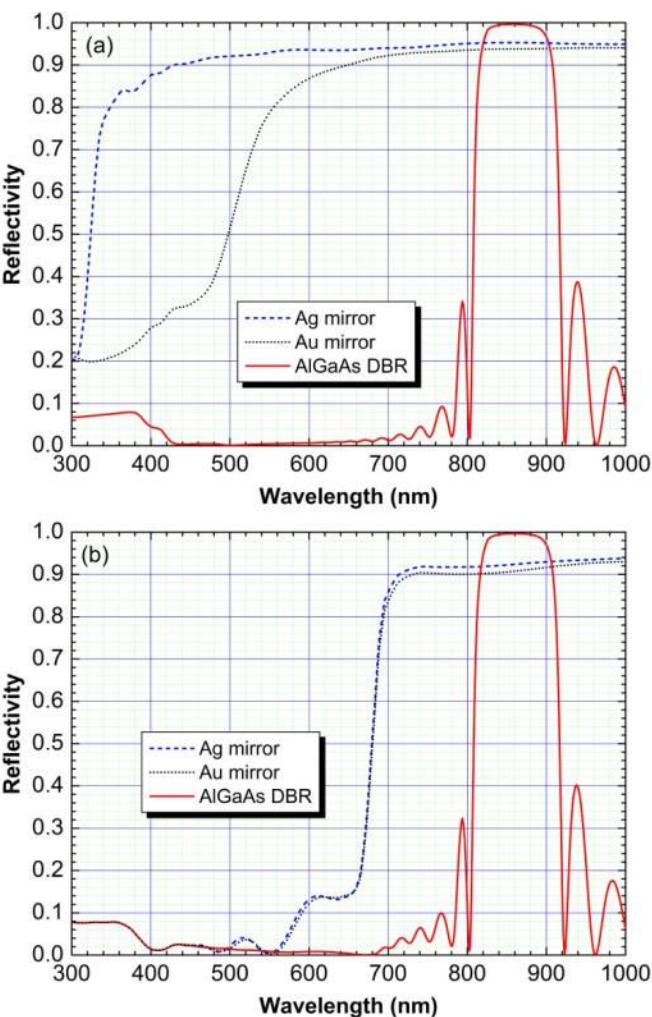 (a)
Reflectivity
1.0
0.9
0.8
0.7
0.6
0.5
0.4
0.3
0.2
0.1
0.0
Ag mirror
Au mirror
AlGaAs DBR
300 400 500 600 700 800 900 1000
Wavelength (nm)
(b)
Reflectivity
1.0
0.9
0.8
0.7
0.6
0.5
0.4
0.3
0.2
0.1
0.0
Ag mirror
Au mirror
AlGaAs DBR
300 400 500 600 700 800 900 1000
Wavelength (nm)